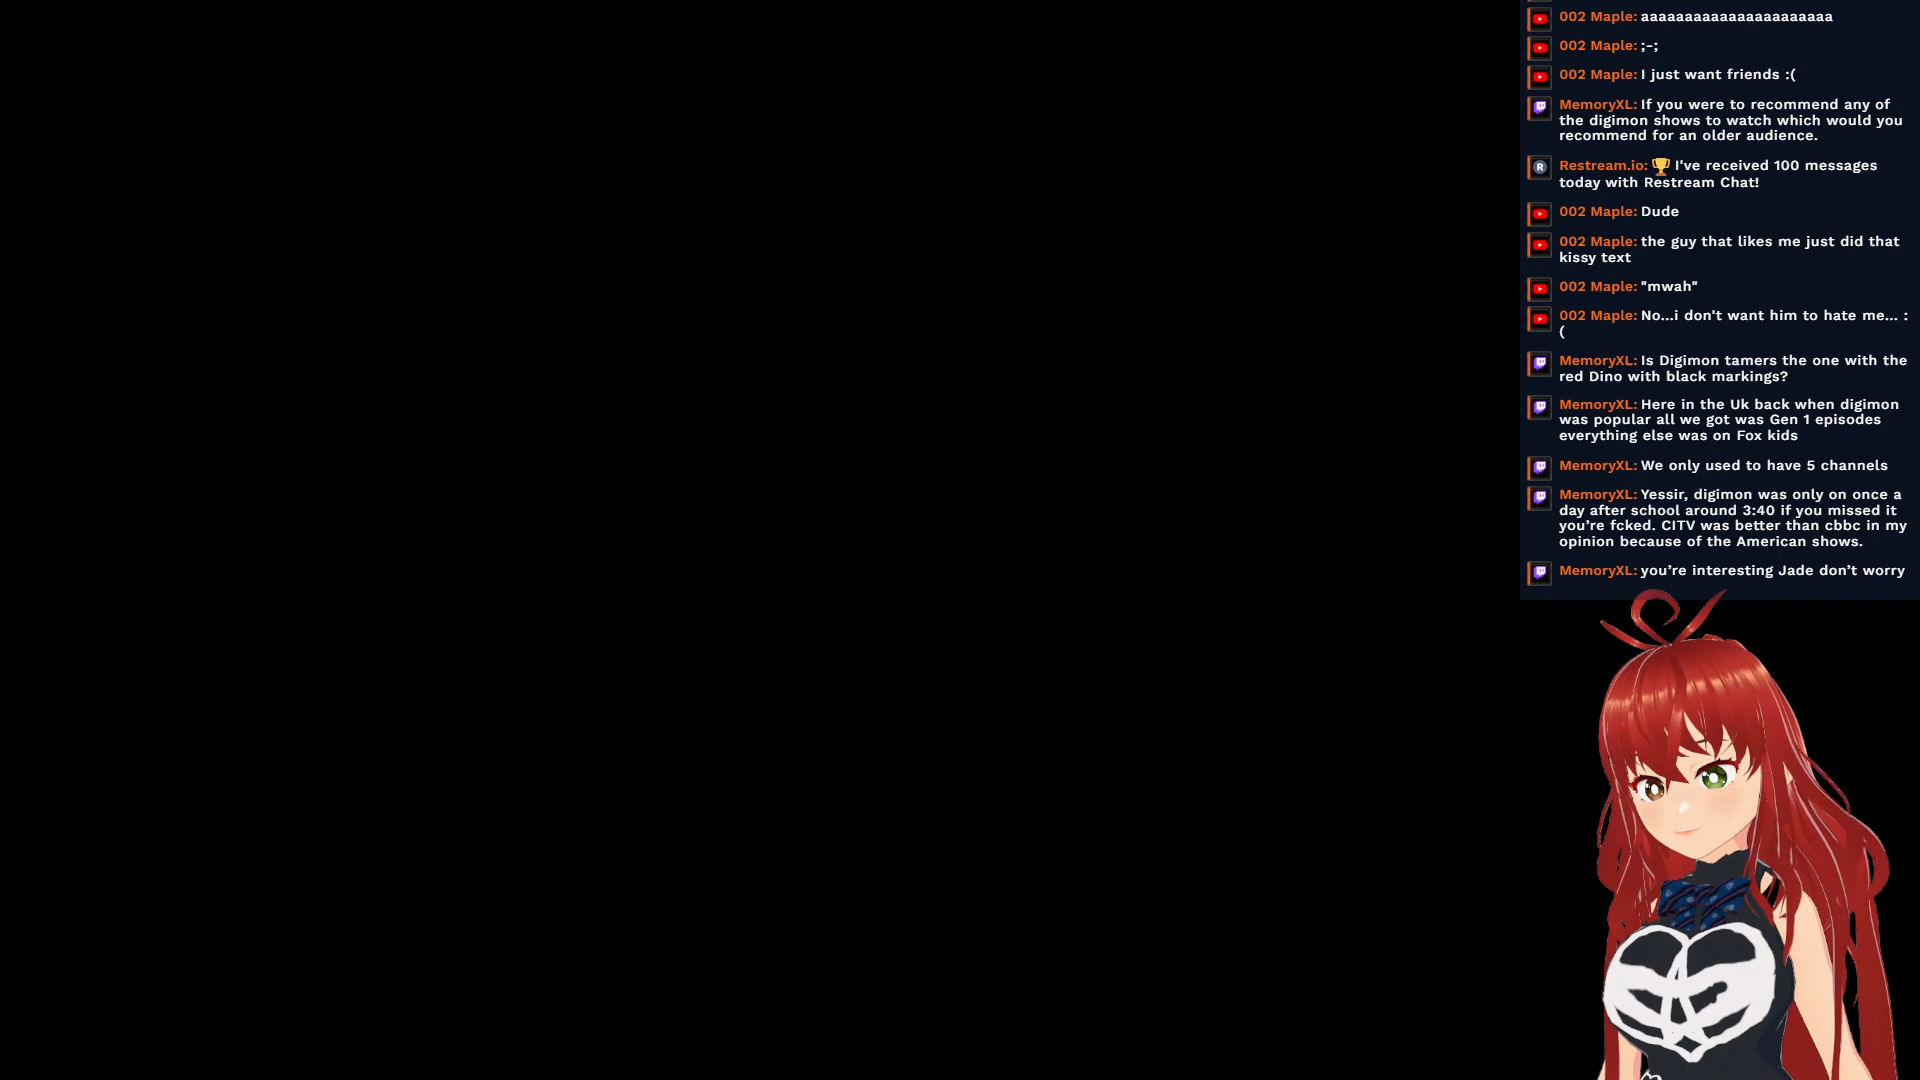 002 Maple: aaaaaaaaaaaaaaaaaaaaaa
002 Maple: ;-;
002 Maple: I just want friends :(
MemoryXL: If you were to recommend any of
the digimon shows to watch which would you
recommend for an older audience.
Restream.io: 🏆 I've received 100 messages
today with Restream Chat!
002 Maple: Dude
002 Maple: the guy that likes me just did that
kissy text
002 Maple: "mwah"
002 Maple: No...i don't want him to hate me... :
(
MemoryXL: Is Digimon tamers the one with the
red Dino with black markings?
MemoryXL: Here in the Uk back when digimon
was popular all we got was Gen 1 episodes
everything else was on Fox kids
MemoryXL: We only used to have 5 channels
MemoryXL: Yessir, digimon was only on once a
day after school around 3:40 if you missed it
you’re fcked. CITV was better than cbbc in my
opinion because of the American shows.
MemoryXL: you’re interesting Jade don’t worry